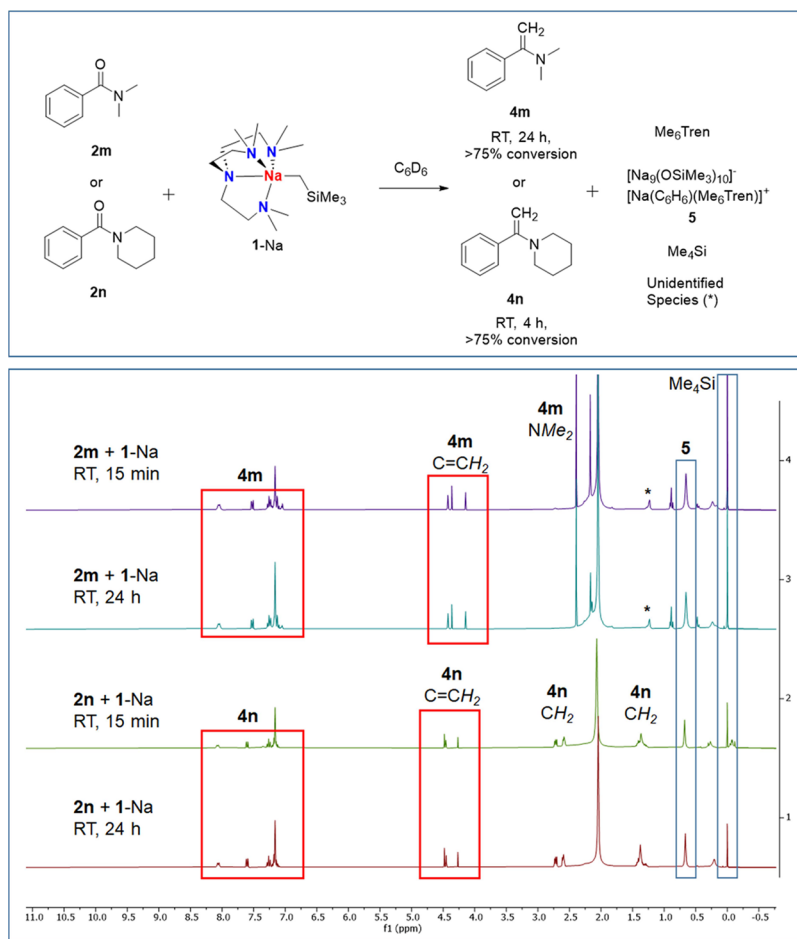 O
N
2m
or
O
N
2n
+
N
N
N
N
Na
SiMe3
1-Na
C6D6
CH2
N
4m
RT, 24 h,
>75% conversion
or
CH2
N
4n
RT, 4 h,
>75% conversion
+
Me6Tren
[Na9(OSiMe3)10]-
[Na(C6H6)(Me6Tren)]+
5
Me4Si
Unidentified
Species (*)
2m + 1-Na
RT, 15 min
4m
4m
C=CH2
4m
NMe2
5
Me4Si
*
4
2m + 1-Na
RT, 24 h
*
3
2n + 1-Na
RT, 15 min
4n
4n
C=CH2
4n
CH2
4n
CH2
2
2n + 1-Na
RT, 24 h
1
11.0 10.0 9.5 9.0 8.5 8.0 7.5 7.0 6.5 6.0 5.5 5.0 4.5 4.0 3.5 3.0 2.5 2.0 1.5 1.0 0.5 0.0 -0.5
f1 (ppm)